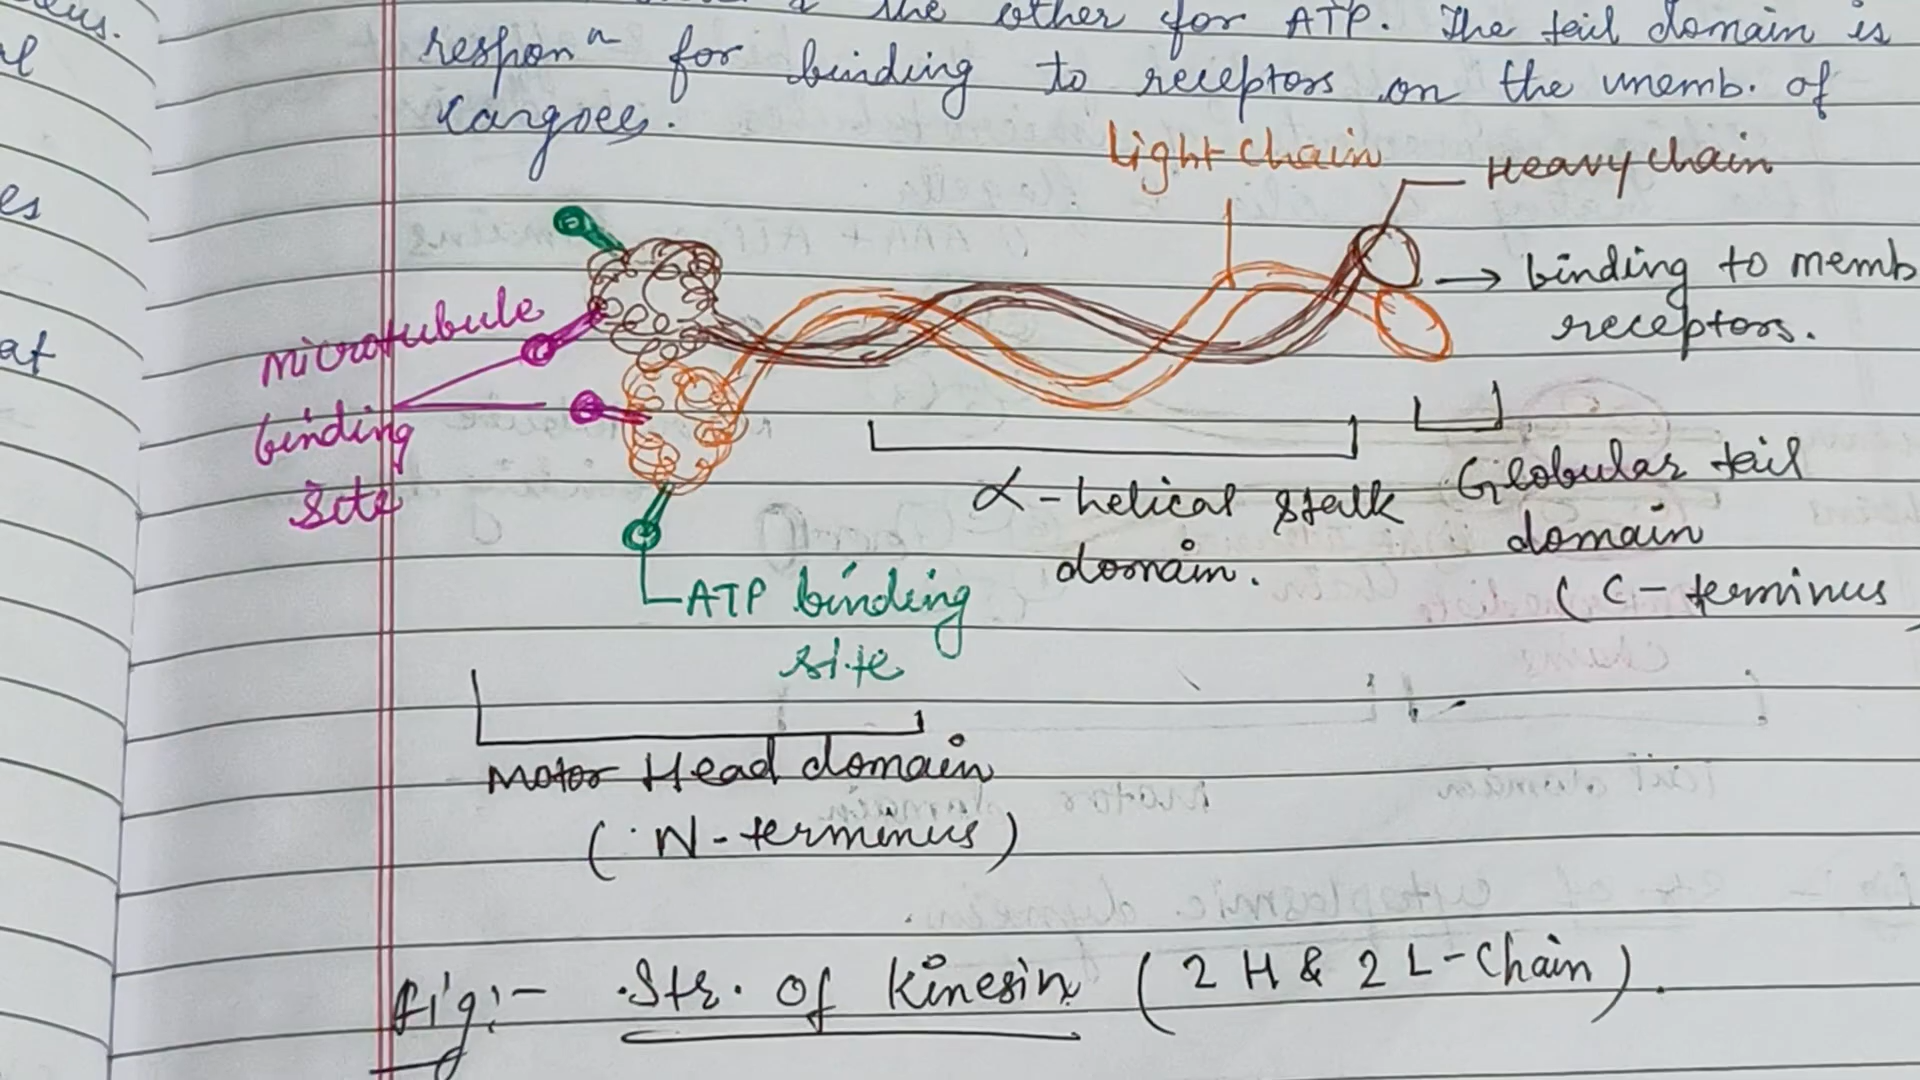 the other for ATP. The tail domain is
respon^n for binding to receptors on the memb. of
cargoes.
Light chain
Heavy chain
→ binding to memb
receptors.
microtubule
binding
site
α-helical stalk
domain.
Globular tail
domain
(C-terminus
ATP binding
site
Motor Head domain
(N-terminus)
fig:- Str. of Kinesin (2 H & 2 L-Chain).
es
at